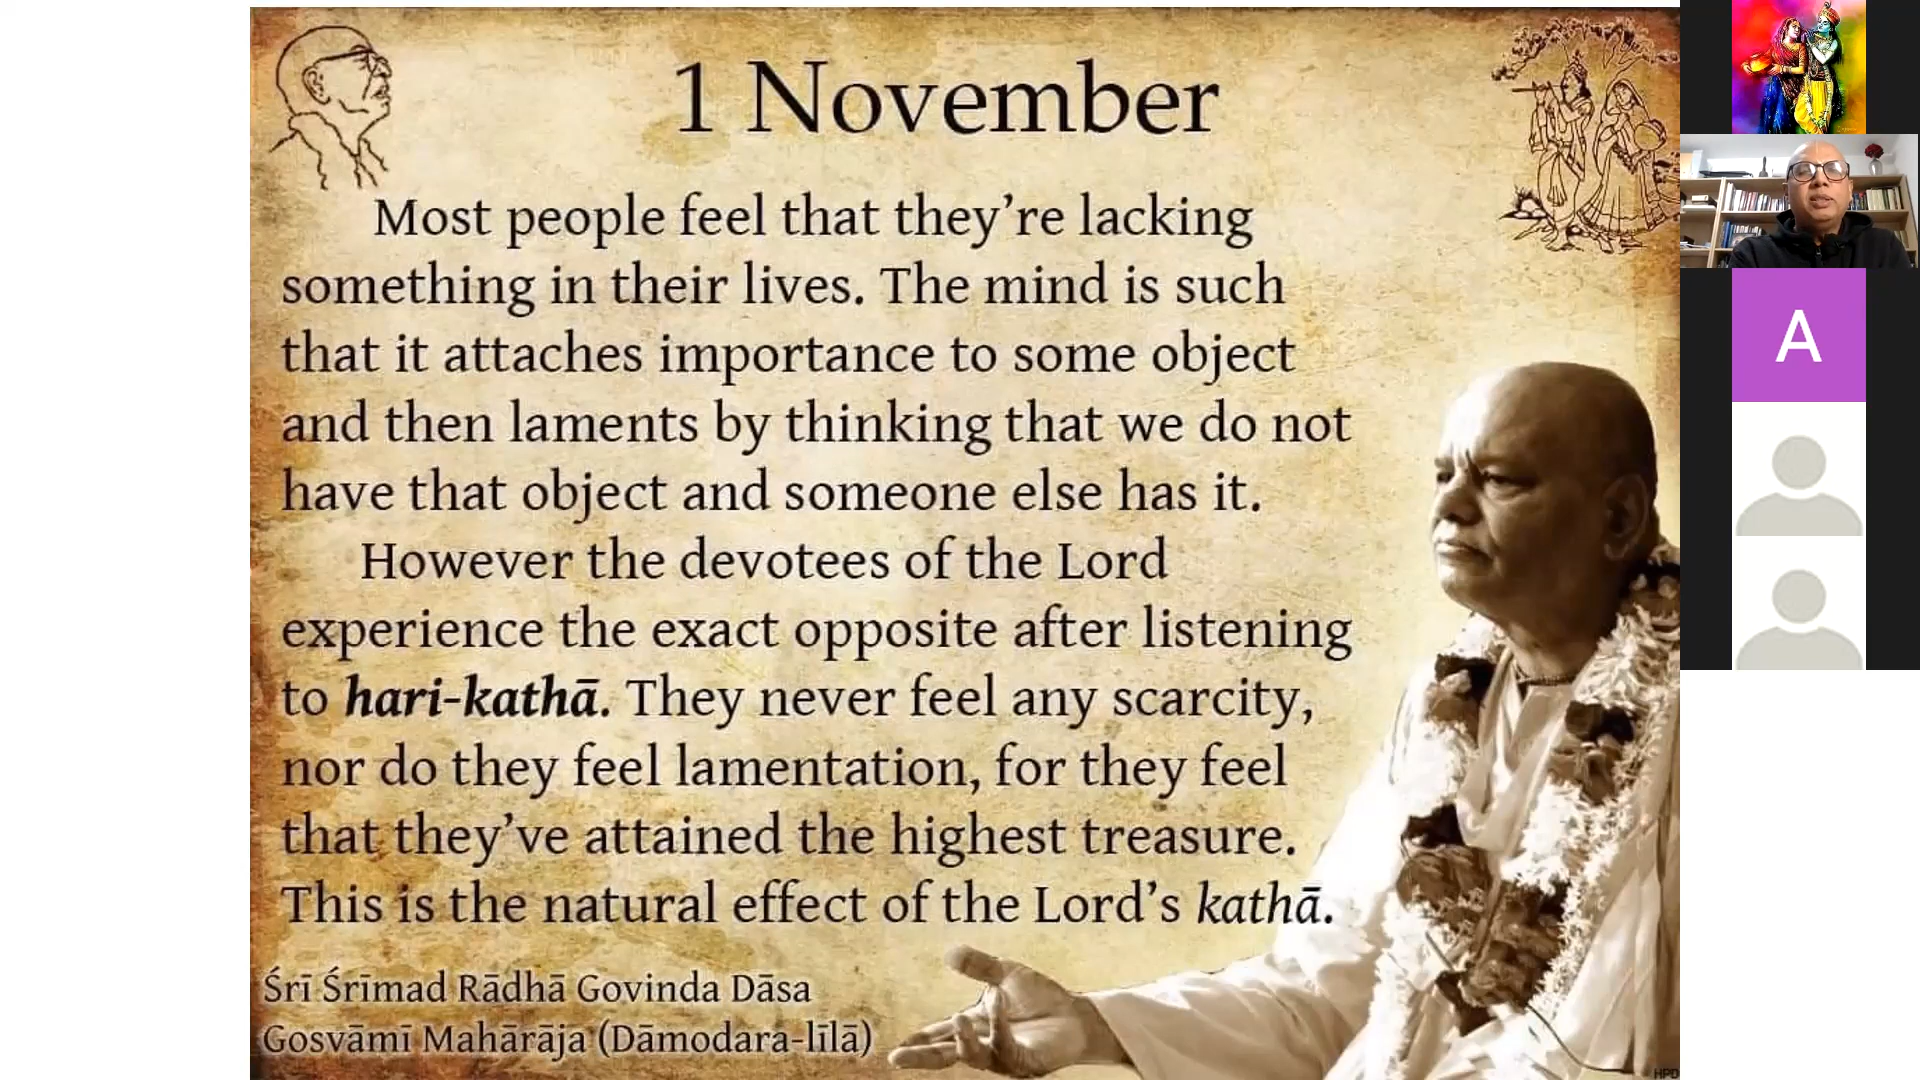 1 November
Most people feel that they're lacking
something in their lives. The mind is such
that it attaches importance to some object
and then laments by thinking that we do not
have that object and someone else has it.
However the devotees of the Lord
experience the exact opposite after listening
to hari-kathā. They never feel any scarcity,
nor do they feel lamentation, for they feel
that they've attained the highest treasure.
This is the natural effect of the Lord's kathā.
Śrī Śrīmad Rādhā Govinda Dāsa
Gosvāmī Mahārāja (Dāmodara-līlā)
HPD
A